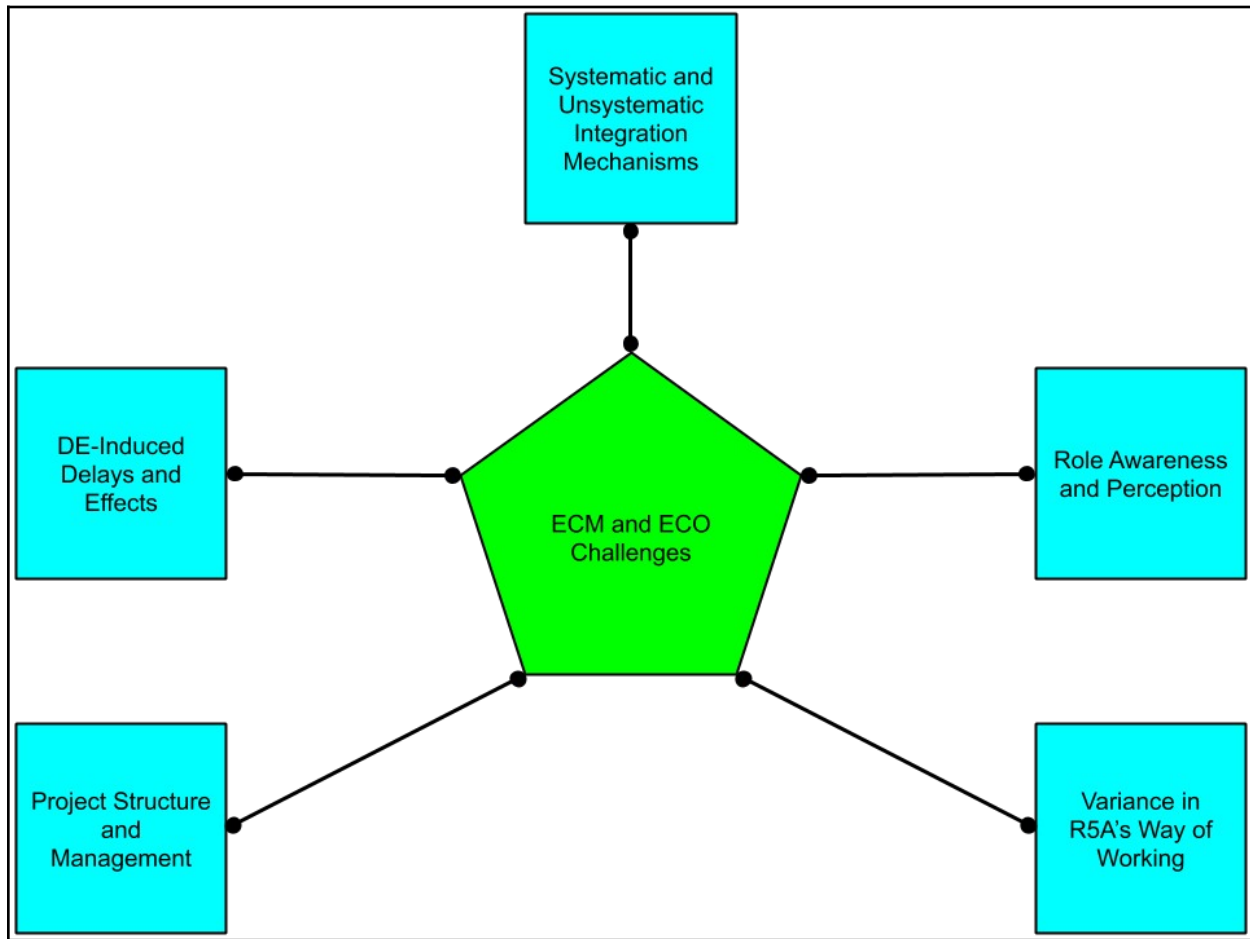 Systematic and
Unsystematic
Integration
Mechanisms
DE-Induced
Delays and
Effects
Role Awareness
and Perception
ECM and ECO
Challenges
Project Structure
and
Management
Variance in
R5A's Way of
Working